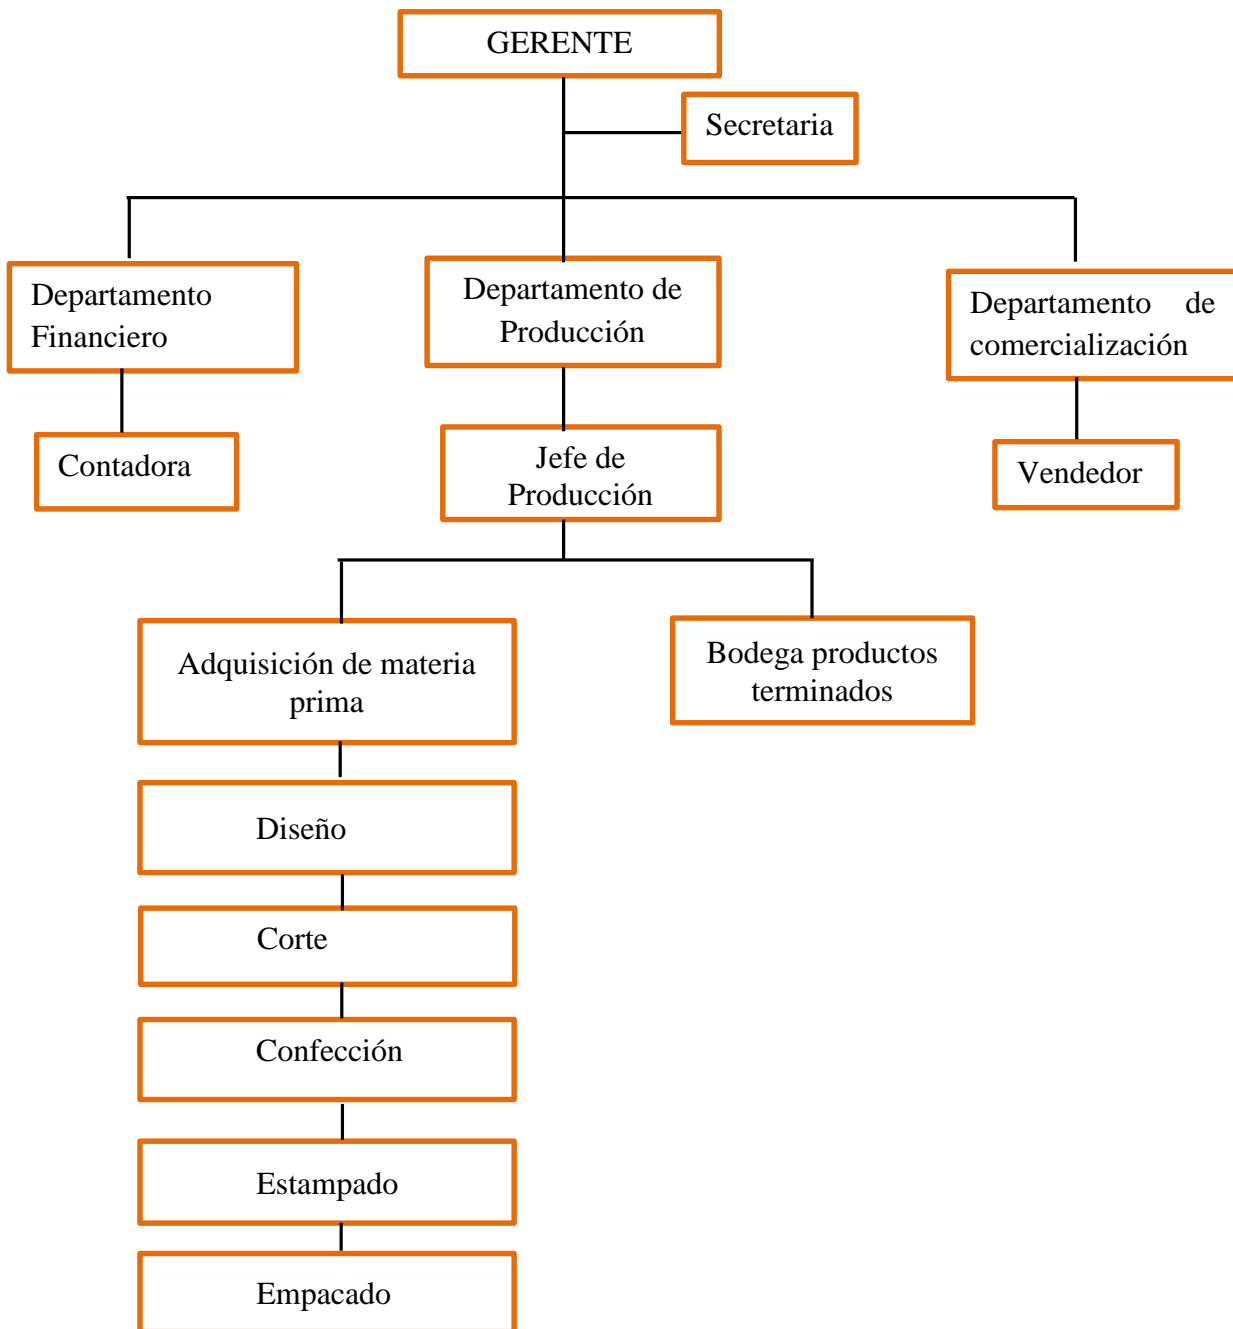 GERENTE
Secretaria
Departamento
Financiero
Departamento de
Producción
Departamento de
comercialización
Contadora
Jefe de
Producción
Vendedor
Adquisición de materia
prima
Bodega productos
terminados
Diseño
Corte
Confección
Estampado
Empacado